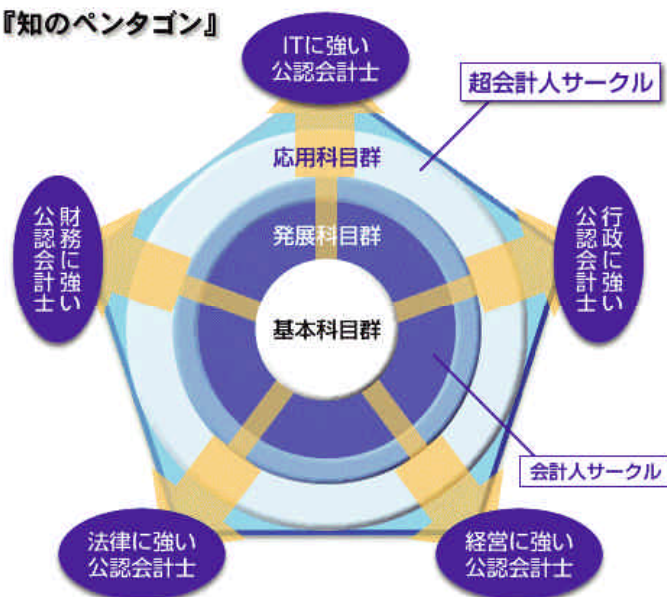 『知のペンタゴン』
ITに強い
公認会計士
超会計人サークル
応用科目群
財務に強い
公認会計士
発展科目群
行政に強い
公認会計士
基本科目群
会計人サークル
法律に強い
公認会計士
経営に強い
公認会計士